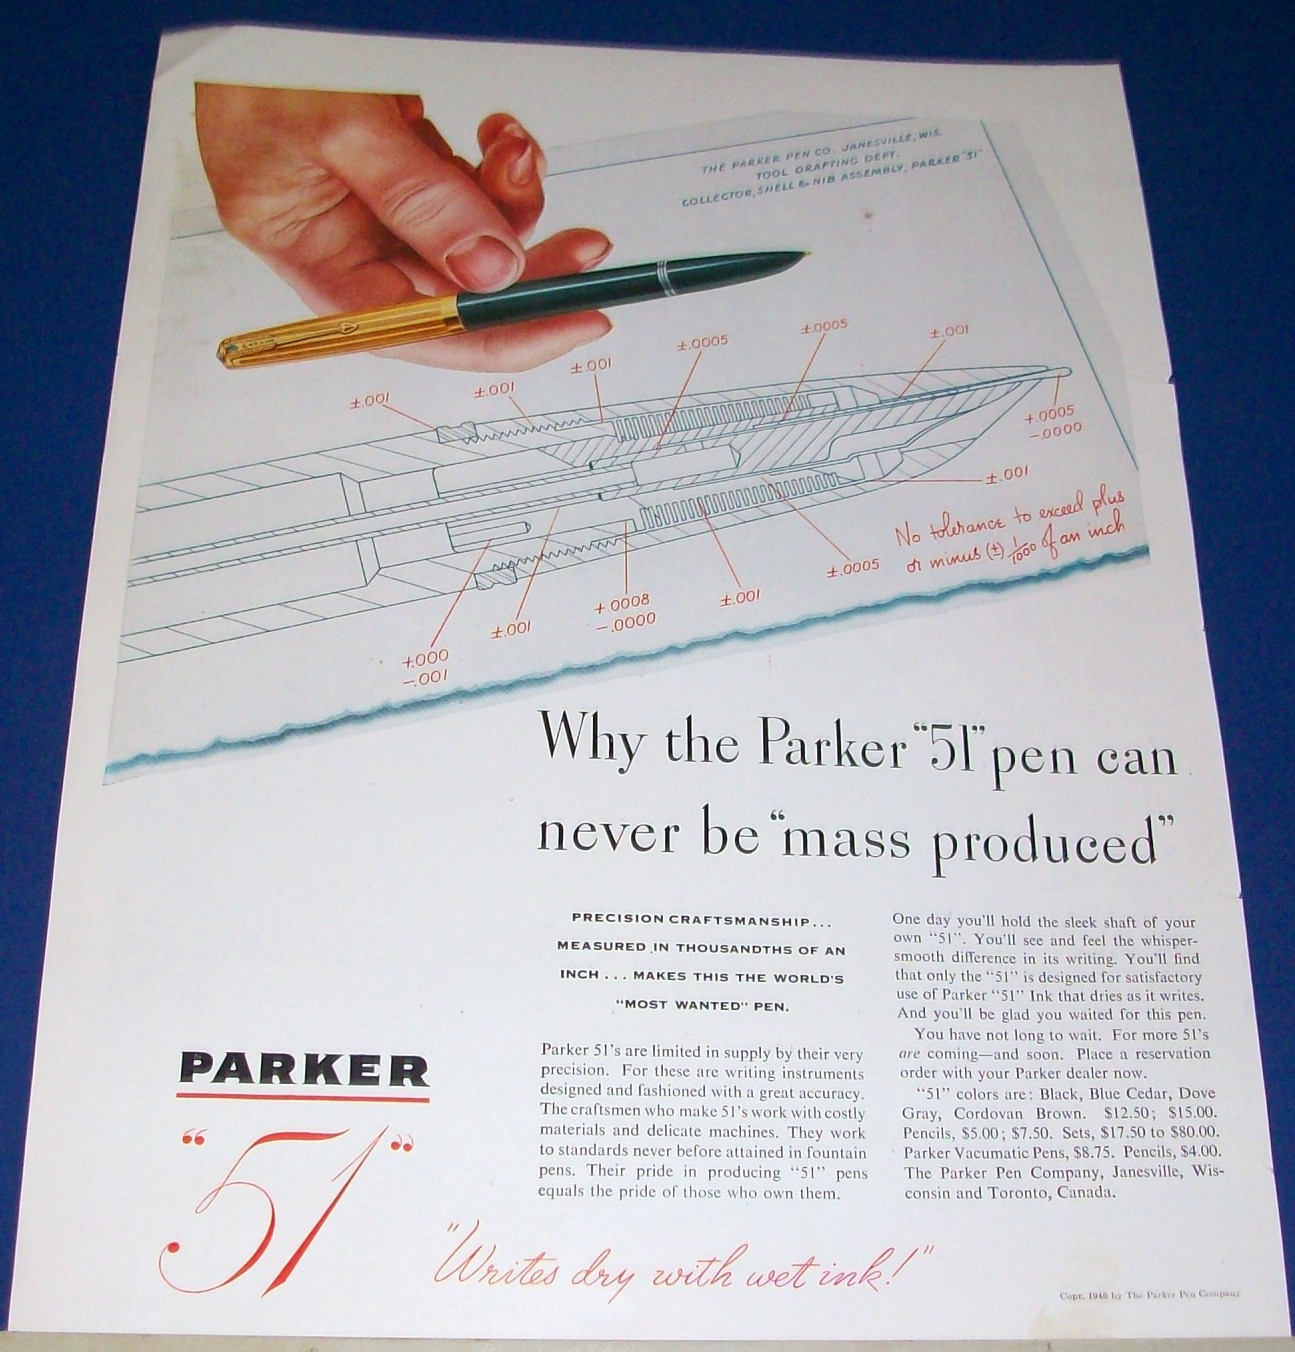 THE PARKER PEN CO. JANESVILLE, WIS.
TOOL DRAFTING DEPT.
COLLECTOR, SHELL & NIB ASSEMBLY, PARKER "51"
±.001
±.001
±.001
±.0005
±.0005
±.001
+.0005
-.0000
±.001
No tolerance to exceed plus
or minus (±) 1/1000 of an inch
±.0005
±.001
+.0008
-.0000
±.001
+.000
-.001
Why the Parker "51" pen can
never be "mass produced"
PRECISION CRAFTSMANSHIP...
MEASURED IN THOUSANDTHS OF AN
INCH... MAKES THIS THE WORLD'S
"MOST WANTED" PEN.
Parker 51's are limited in supply by their very
precision. For these are writing instruments
designed and fashioned with a great accuracy.
The craftsmen who make 51's work with costly
materials and delicate machines. They work
to standards never before attained in fountain
pens. Their pride in producing "51" pens
equals the pride of those who own them.
One day you'll hold the sleek shaft of your
own "51". You'll see and feel the whisper-
smooth difference in its writing. You'll find
that only the "51" is designed for satisfactory
use of Parker "51" Ink that dries as it writes.
And you'll be glad you waited for this pen.
You have not long to wait. For more 51's
are coming—and soon. Place a reservation
order with your Parker dealer now.
"51" colors are: Black, Blue Cedar, Dove
Gray, Cordovan Brown. $12.50; $15.00.
Pencils, $5.00; $7.50. Sets, $17.50 to $80.00.
Parker Vacumatic Pens, $8.75. Pencils, $4.00.
The Parker Pen Company, Janesville, Wis-
consin and Toronto, Canada.
PARKER
"51"
"Writes dry with wet ink!"
Copr. 1946 by The Parker Pen Company